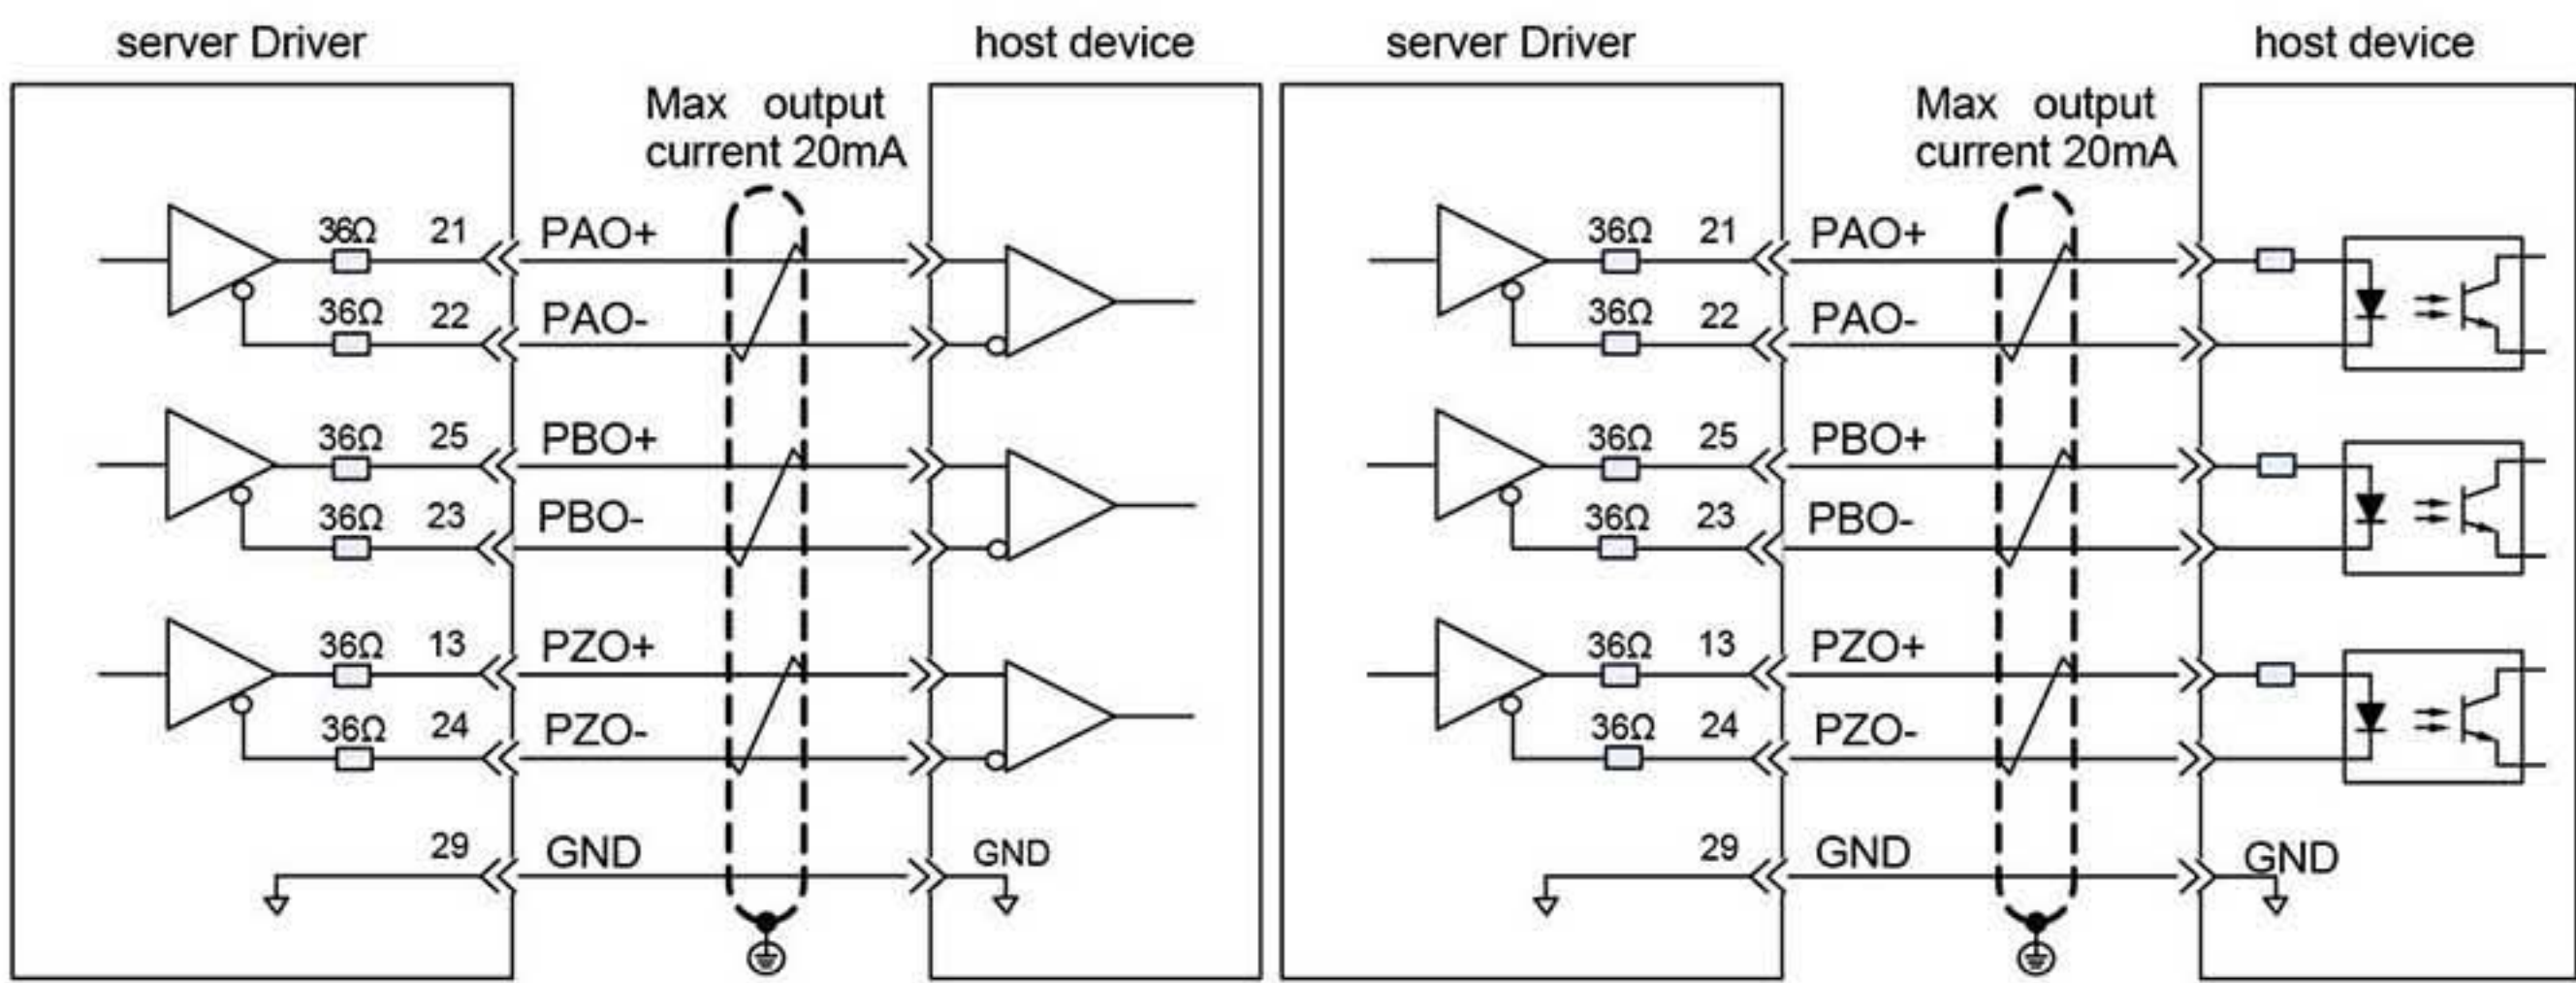 server Driver
host device
Max output
current 20mA
36Ω 21 PAO+
36Ω 22 PAO-
36Ω 25 PBO+
36Ω 23 PBO-
36Ω 13 PZO+
36Ω 24 PZO-
29 GND
GND
server Driver
host device
Max output
current 20mA
36Ω 21 PAO+
36Ω 22 PAO-
36Ω 25 PBO+
36Ω 23 PBO-
36Ω 13 PZO+
36Ω 24 PZO-
29 GND
GND